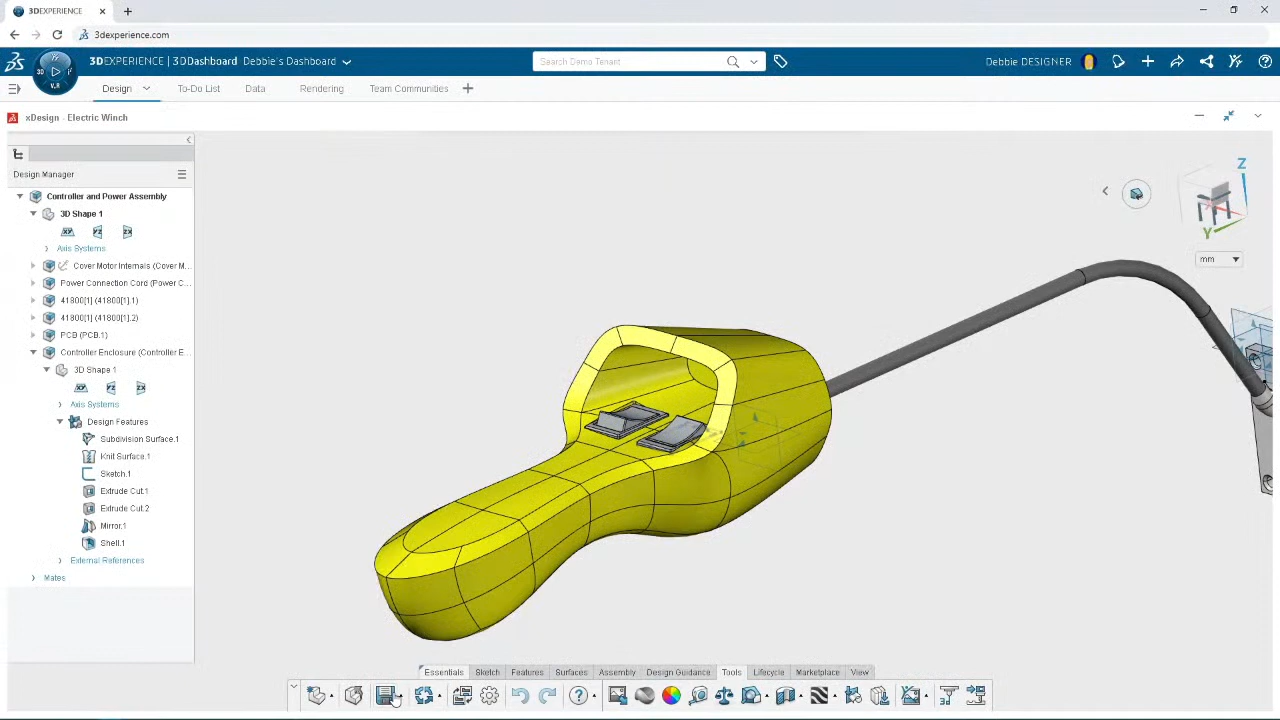 3DEXPERIENCE
3dexperience.com
3DEXPERIENCE | 3DDashboard Debbie's Dashboard
Search Demo Tenant
Debbie DESIGNER
3D
V.R
Design
To-Do List
Data
Rendering
Team Communities
xDesign - Electric Winch
Design Manager
Controller and Power Assembly
3D Shape 1
Axis Systems
Cover Motor Internals (Cover M...
Power Connection Cord (Power C...
41800[1] (41800[1].1)
41800[1] (41800[1].2)
PCB (PCB.1)
Controller Enclosure (Controller E...
3D Shape 1
Axis Systems
Design Features
Subdivision Surface.1
Knit Surface.1
Sketch.1
Extrude Cut.1
Extrude Cut.2
Mirror.1
Shell.1
External References
Mates
Z
Y
mm
Essentials
Sketch
Features
Surfaces
Assembly
Design Guidance
Tools
Lifecycle
Marketplace
View